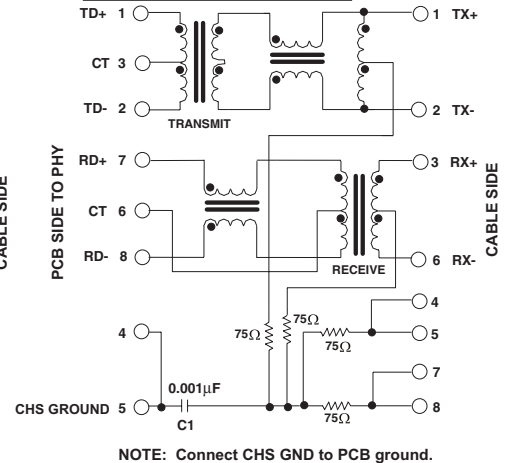 TD+ 1
1 TX+
CT 3
TD- 2
2 TX-
TRANSMIT
RD+ 7
3 RX+
CT 6
RD- 8
6 RX-
RECEIVE
CABLE SIDE
PCB SIDE TO PHY
CABLE SIDE
4
75Ω
75Ω
75Ω
5
4
7
0.001μF
CHS GROUND 5
C1
75Ω
8
NOTE: Connect CHS GND to PCB ground.